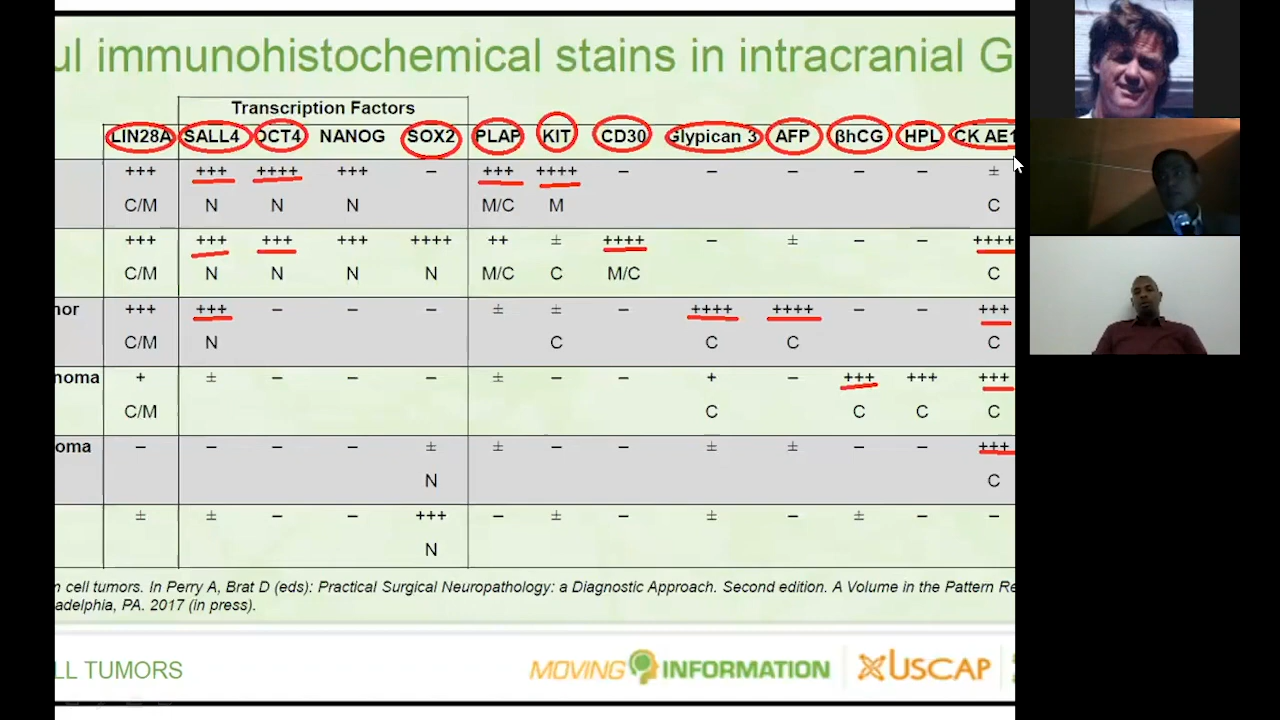 ul immunohistochemical stains in intracranial G
Transcription Factors
LIN28A SALL4 OCT4 NANOG SOX2 PLAP KIT CD30 Glypican 3 AFP βhCG HPL CK AE1
+++ +++ ++++ +++ – +++ ++++ – – – – – ±
C/M N N N M/C M C
+++ +++ +++ +++ ++++ ++ ± ++++ – ± – – ++++
C/M N N N N M/C C M/C C
nor +++ +++ – – – ± ± – ++++ ++++ – – +++
C/M N C C C C
noma + ± – – – ± – – + – +++ +++ +++
C/M C C C C
oma – – – – ± ± – – ± ± – – +++
N C
± ± – – +++ – ± – ± – ± – –
N
n cell tumors. In Perry A, Brat D (eds): Practical Surgical Neuropathology: a Diagnostic Approach. Second edition. A Volume in the Pattern Re
adelphia, PA. 2017 (in press).
LL TUMORS
MOVING INFORMATION
USCAP